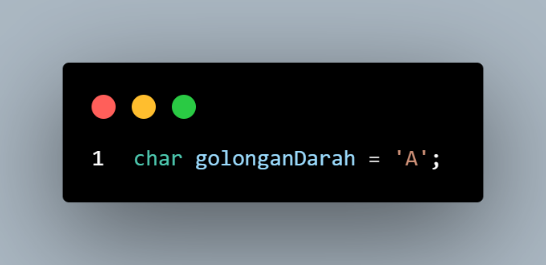 1 char golonganDarah = 'A';